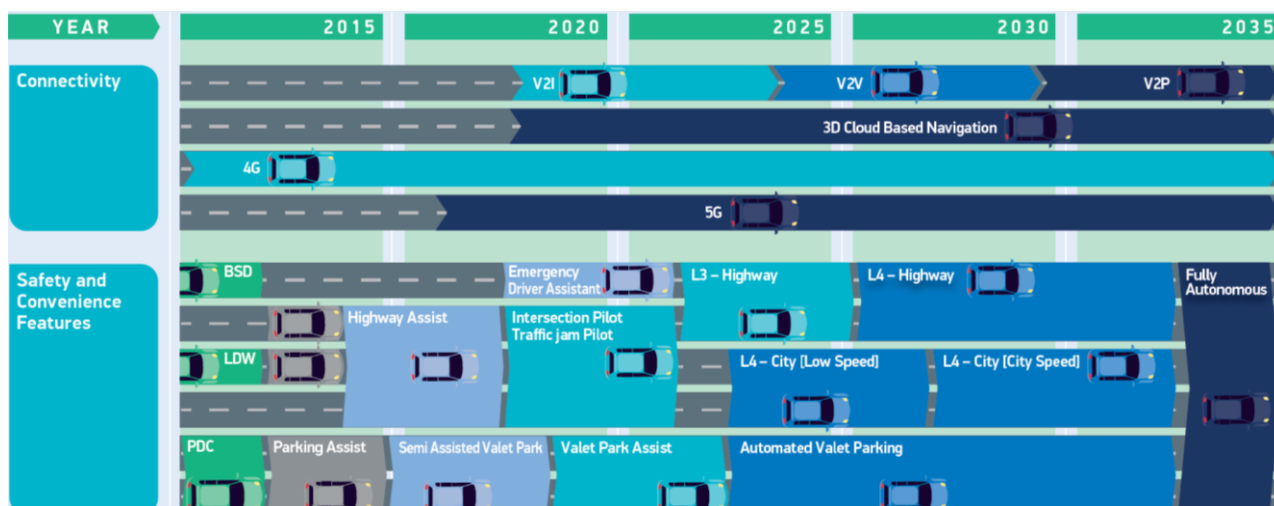 YEAR
2015
2020
2025
2030
2035
Connectivity
V2I
V2V
V2P
3D Cloud Based Navigation
4G
5G
Safety and
Convenience
Features
BSD
Emergency
Driver Assistant
L3 – Highway
L4 – Highway
Fully
Autonomous
Highway Assist
Intersection Pilot
Traffic jam Pilot
LDW
L4 – City [Low Speed]
L4 – City [City Speed]
PDC
Parking Assist
Semi Assisted Valet Park
Valet Park Assist
Automated Valet Parking